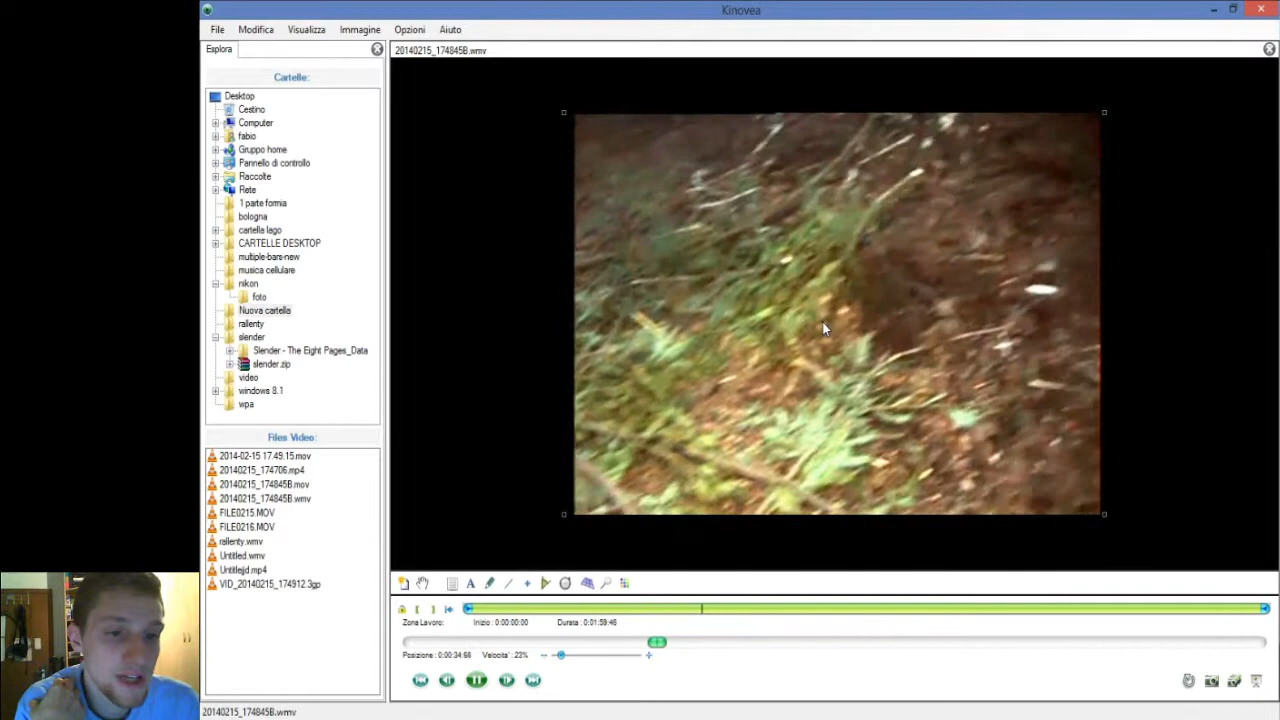 Kinovea
File Modifica Visualizza Immagine Opzioni Aiuto
Esplora
20140215_174845B.wmv
Cartelle:
Desktop
Cestino
Computer
fabio
Gruppo home
Pannello di controllo
Raccolte
Rete
1 parte formia
bologna
cartella lago
CARTELLE DESKTOP
multiple-bars-new
musica cellulare
nikon
foto
Nuova cartella
rallenty
slender
Slender - The Eight Pages_Data
slender.zip
video
windows 8.1
wpa
Files Video:
2014-02-15 17.49.15.mov
20140215_174706.mp4
20140215_174845B.mov
20140215_174845B.wmv
FILE0215.MOV
FILE0216.MOV
rallenty.wmv
Untitled.wmv
Untitlejd.mp4
VID_20140215_174912.3gp
Zona Lavoro: Inizio : 0:00:00:00 Durata : 0:01:59:46
Posizione : 0:00:34:66 Velocita' : 23%
20140215_174845B.wmv